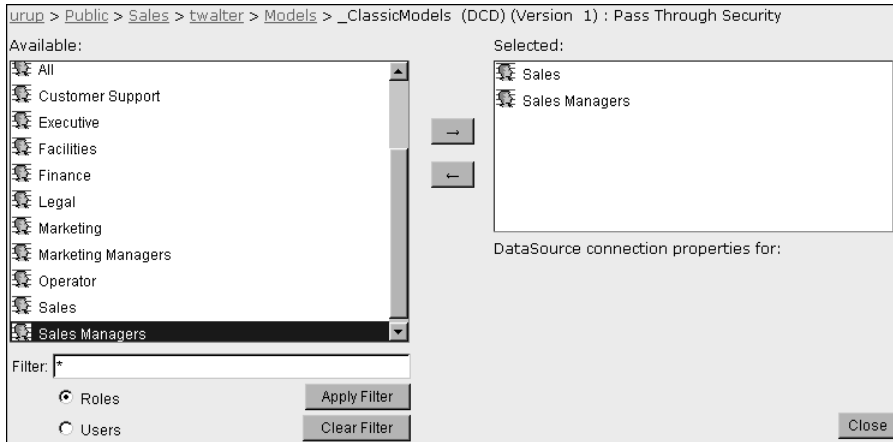 urup > Public > Sales > twalter > Models > _ClassicModels (DCD) (Version 1) : Pass Through Security
Available:
All
Customer Support
Executive
Facilities
Finance
Legal
Marketing
Marketing Managers
Operator
Sales
Sales Managers
Filter: *
Roles
Apply Filter
Users
Clear Filter
→
←
Selected:
Sales
Sales Managers
DataSource connection properties for:
Close